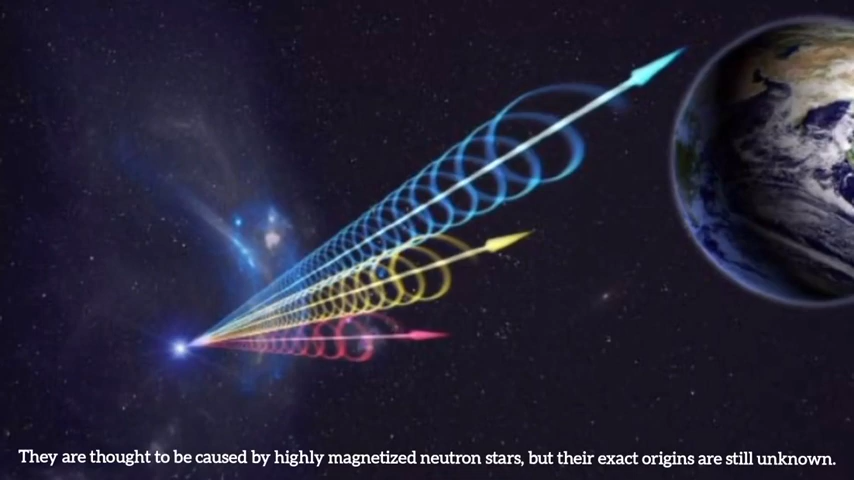 They are thought to be caused by highly magnetized neutron stars, but their exact origins are still unknown.